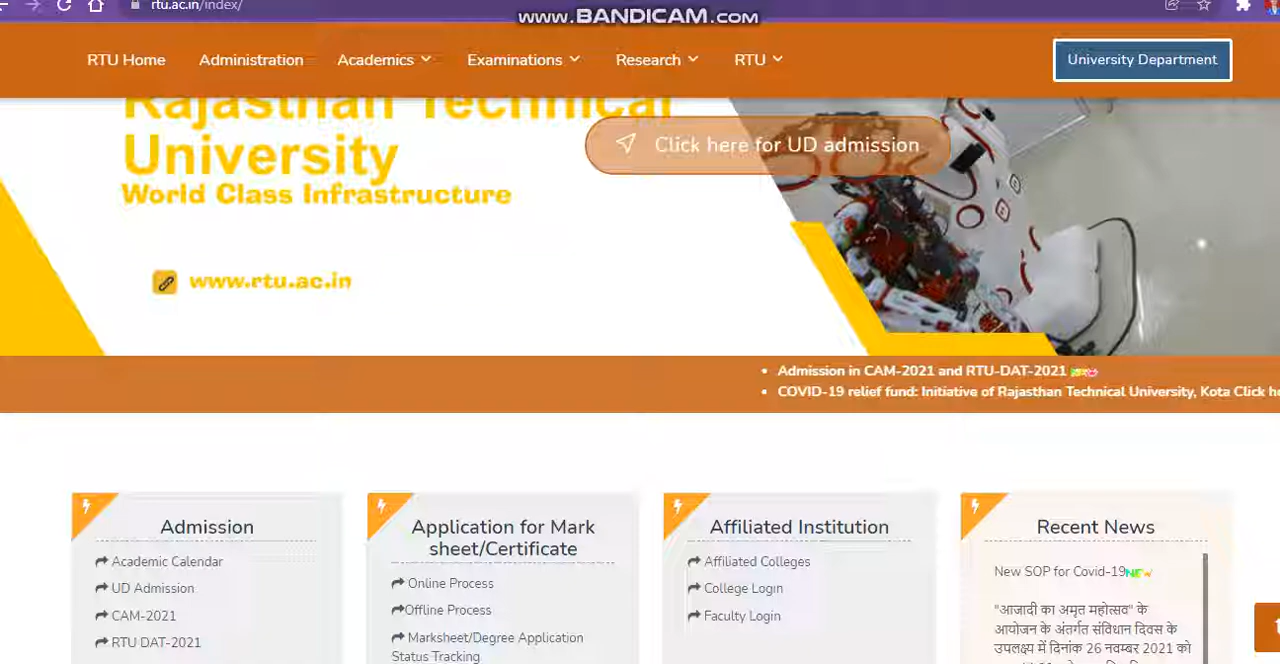 rtu.ac.in/index/
www.BANDICAM.com
RTU Home Administration Academics Examinations Research RTU University Department
Rajasthan Technical
University
World Class Infrastructure
Click here for UD admission
www.rtu.ac.in
Admission in CAM-2021 and RTU-DAT-2021
COVID-19 relief fund: Initiative of Rajasthan Technical University, Kota Click
Admission
Academic Calendar
UD Admission
CAM-2021
RTU DAT-2021
Application for Mark
sheet/Certificate
Online Process
Offline Process
Marksheet/Degree Application
Status Tracking
Affiliated Institution
Affiliated Colleges
College Login
Faculty Login
Recent News
New SOP for Covid-19 NEW
"आजादी का अमृत महोत्सव" के
आयोजन के अंतर्गत संविधान दिवस के
उपलक्ष्य में दिनांक 26 नवम्बर 2021 को